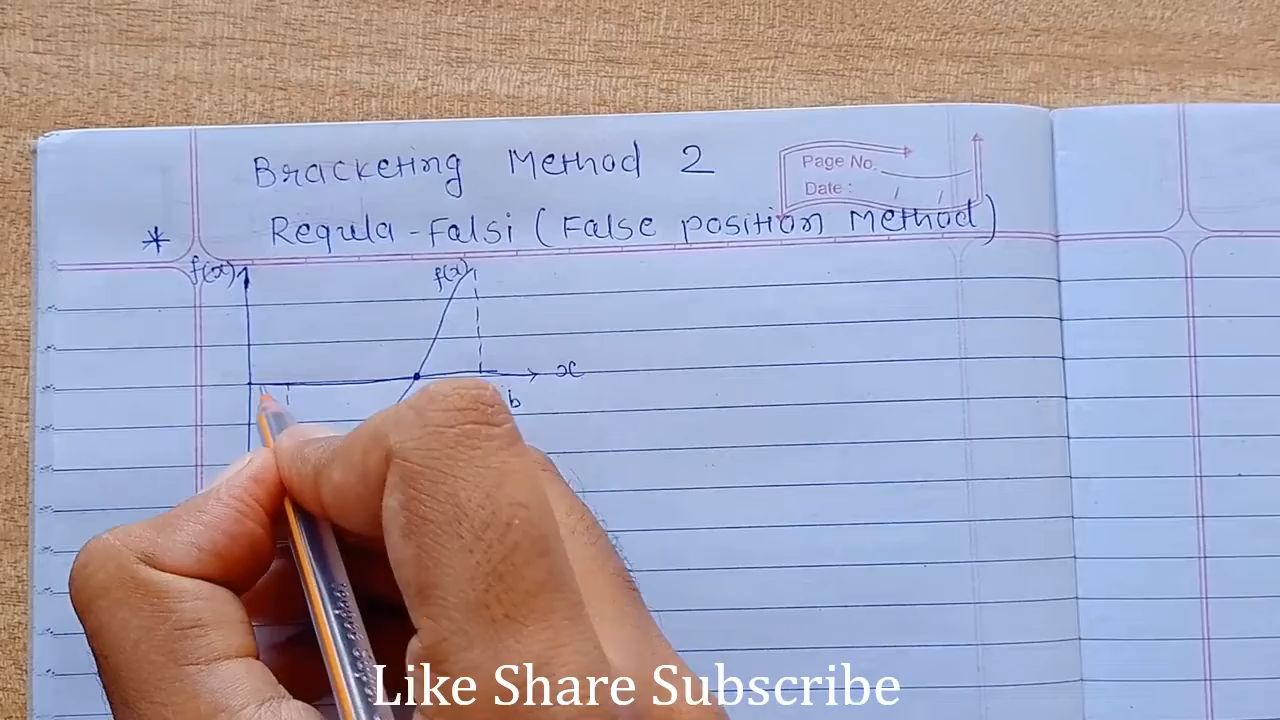 Bracketing Method 2
Page No.
Date : / /
* Regula-Falsi (False position Method)
f(x)
f(x)
x
b
Like Share Subscribe